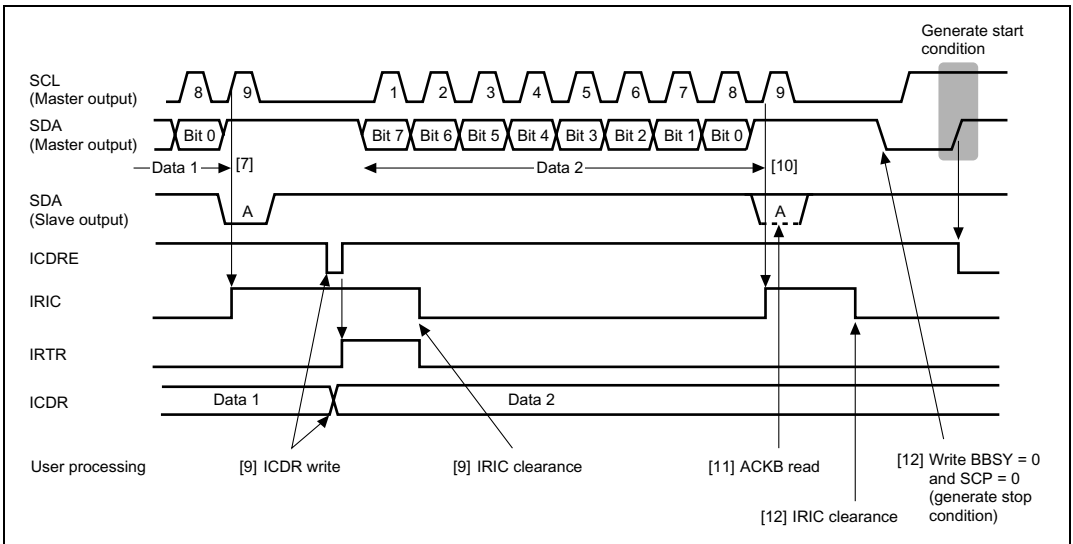 Generate start
condition
SCL
(Master output)
8 9 1 2 3 4 5 6 7 8 9
SDA
(Master output)
Bit 0 Bit 7 Bit 6 Bit 5 Bit 4 Bit 3 Bit 2 Bit 1 Bit 0
Data 1 [7] Data 2 [10]
SDA
(Slave output)
A A
ICDRE
IRIC
IRTR
ICDR Data 1 Data 2
User processing [9] ICDR write [9] IRIC clearance [11] ACKB read [12] Write BBSY = 0
and SCP = 0
(generate stop
condition)
[12] IRIC clearance